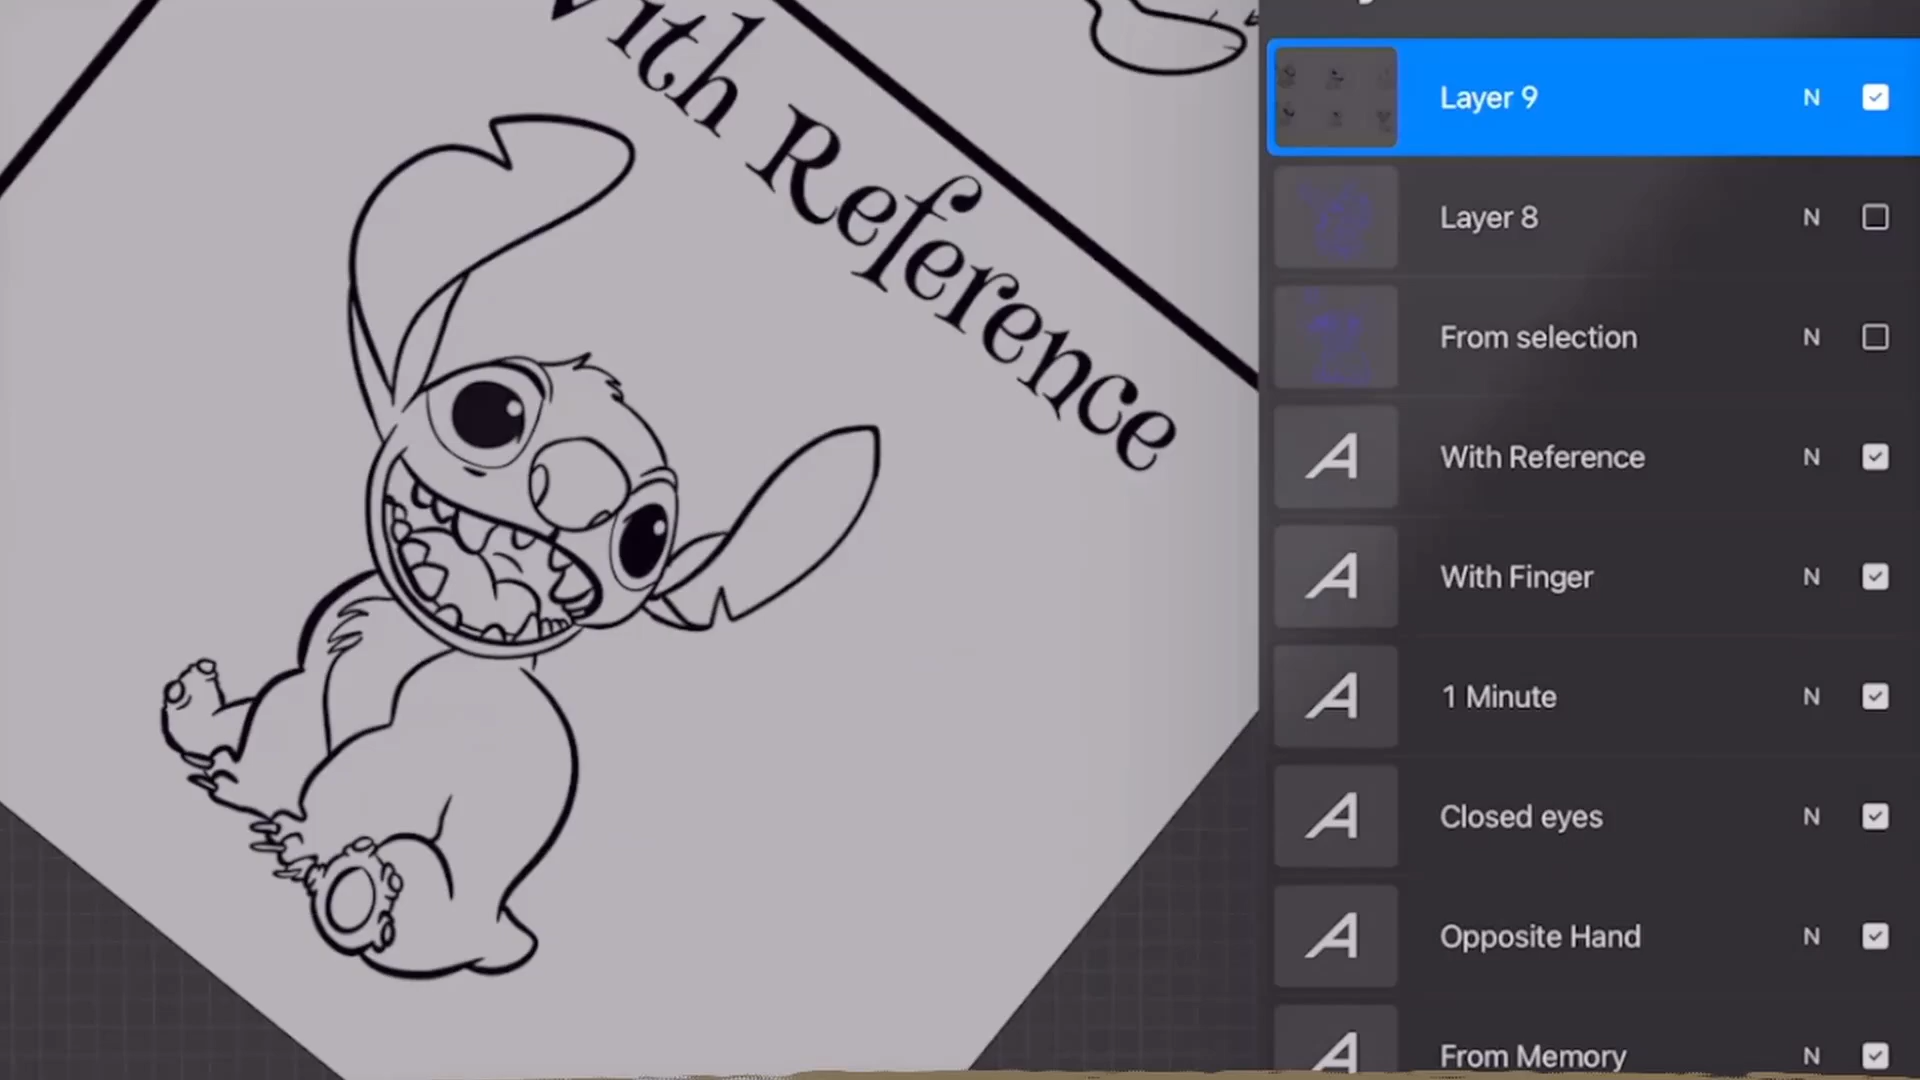 With Reference
Layer 9 N
Layer 8 N
From selection N
With Reference N
With Finger N
1 Minute N
Closed eyes N
Opposite Hand N
From Memory N